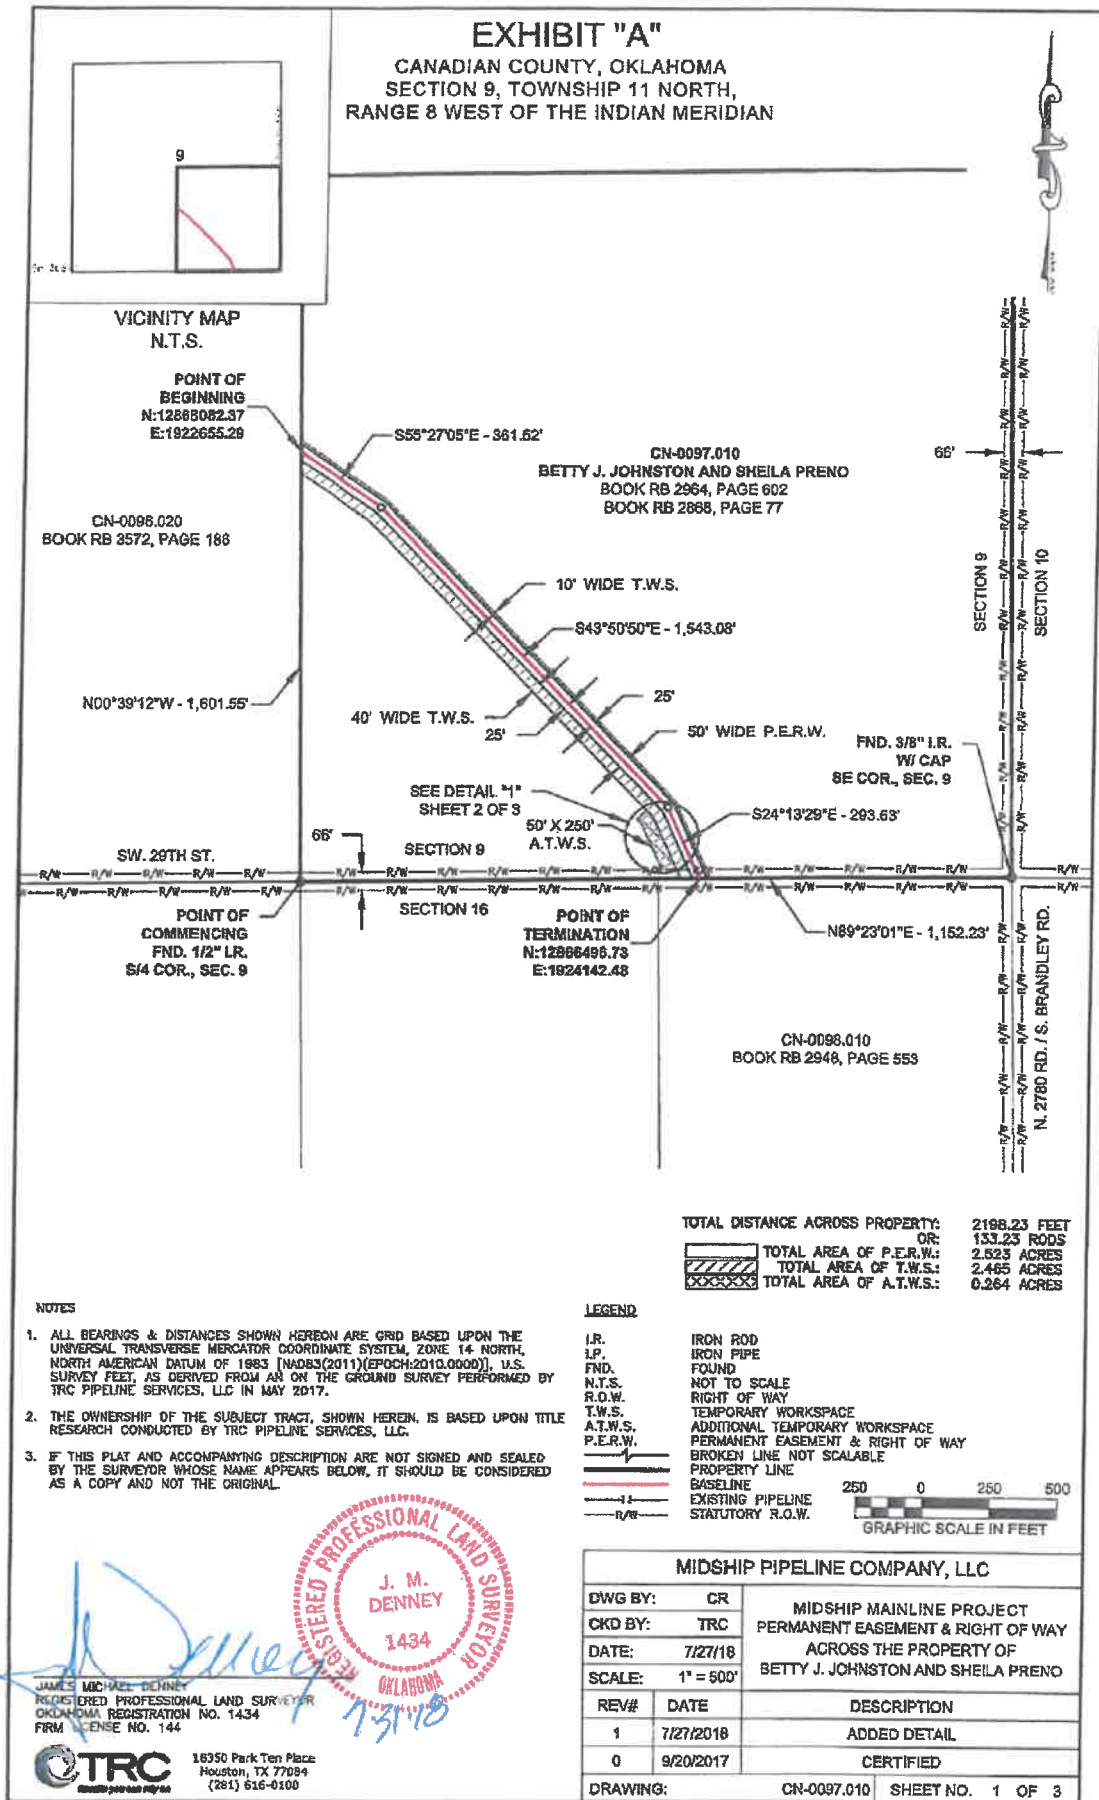 EXHIBIT "A"
CANADIAN COUNTY, OKLAHOMA
SECTION 9, TOWNSHIP 11 NORTH,
RANGE 8 WEST OF THE INDIAN MERIDIAN
9
VICINITY MAP
N.T.S.
POINT OF
BEGINNING
N:12868082.37
E:1922655.29
S55°27'05"E - 361.52'
CN-0097.010
BETTY J. JOHNSTON AND SHEILA PRENO
BOOK RB 2964, PAGE 602
BOOK RB 2868, PAGE 77
66'
CN-0096.020
BOOK RB 3572, PAGE 186
SECTION 9
SECTION 10
10' WIDE T.W.S.
S43°50'50"E - 1,543.08'
N00°39'12"W - 1,601.55'
25'
40' WIDE T.W.S.
25'
50' WIDE P.E.R.W.
FND. 3/8" I.R.
W/ CAP
SE COR., SEC. 9
SEE DETAIL "1"
SHEET 2 OF 3
S24°13'29"E - 293.63'
50' X 250'
A.T.W.S.
66'
SW. 29TH ST.
SECTION 9
R/W R/W R/W R/W R/W R/W R/W R/W R/W R/W R/W R/W R/W R/W R/W R/W
SECTION 16
POINT OF
COMMENCING
FND. 1/2" I.R.
S/4 COR., SEC. 9
POINT OF
TERMINATION
N:12866496.73
E:1924142.48
N89°23'01"E - 1,152.23'
N. 2780 RD. / S. BRANDLEY RD.
CN-0098.010
BOOK RB 2948, PAGE 553
TOTAL DISTANCE ACROSS PROPERTY: 2198.23 FEET
OR: 133.23 RODS
TOTAL AREA OF P.E.R.W.: 2.523 ACRES
TOTAL AREA OF T.W.S.: 2.465 ACRES
TOTAL AREA OF A.T.W.S.: 0.264 ACRES
NOTES
1. ALL BEARINGS & DISTANCES SHOWN HEREON ARE GRID BASED UPON THE
UNIVERSAL TRANSVERSE MERCATOR COORDINATE SYSTEM, ZONE 14 NORTH,
NORTH AMERICAN DATUM OF 1983 [NAD83(2011)(EPOCH:2010.0000)], U.S.
SURVEY FEET, AS DERIVED FROM AN ON THE GROUND SURVEY PERFORMED BY
TRC PIPELINE SERVICES, LLC IN MAY 2017.
2. THE OWNERSHIP OF THE SUBJECT TRACT, SHOWN HEREIN, IS BASED UPON TITLE
RESEARCH CONDUCTED BY TRC PIPELINE SERVICES, LLC.
3. IF THIS PLAT AND ACCOMPANYING DESCRIPTION ARE NOT SIGNED AND SEALED
BY THE SURVEYOR WHOSE NAME APPEARS BELOW, IT SHOULD BE CONSIDERED
AS A COPY AND NOT THE ORIGINAL.
LEGEND
I.R. IRON ROD
I.P. IRON PIPE
FND. FOUND
N.T.S. NOT TO SCALE
R.O.W. RIGHT OF WAY
T.W.S. TEMPORARY WORKSPACE
A.T.W.S. ADDITIONAL TEMPORARY WORKSPACE
P.E.R.W. PERMANENT EASEMENT & RIGHT OF WAY
BROKEN LINE NOT SCALABLE
PROPERTY LINE
BASELINE
EXISTING PIPELINE
R/W STATUTORY R.O.W.
250 0 250 500
GRAPHIC SCALE IN FEET
REGISTERED PROFESSIONAL LAND SURVEYOR
J. M.
DENNEY
1434
OKLAHOMA
7-31-18
JAMES MICHAEL DENNEY
REGISTERED PROFESSIONAL LAND SURVEYOR
OKLAHOMA REGISTRATION NO. 1434
FIRM LICENSE NO. 144
TRC
16350 Park Ten Place
Houston, TX 77084
(281) 616-0100
MIDSHIP PIPELINE COMPANY, LLC
DWG BY: CR
CKD BY: TRC
DATE: 7/27/18
SCALE: 1" = 500'
MIDSHIP MAINLINE PROJECT
PERMANENT EASEMENT & RIGHT OF WAY
ACROSS THE PROPERTY OF
BETTY J. JOHNSTON AND SHEILA PRENO
REV# DATE DESCRIPTION
1 7/27/2018 ADDED DETAIL
0 9/20/2017 CERTIFIED
DRAWING: CN-0097.010 SHEET NO. 1 OF 3